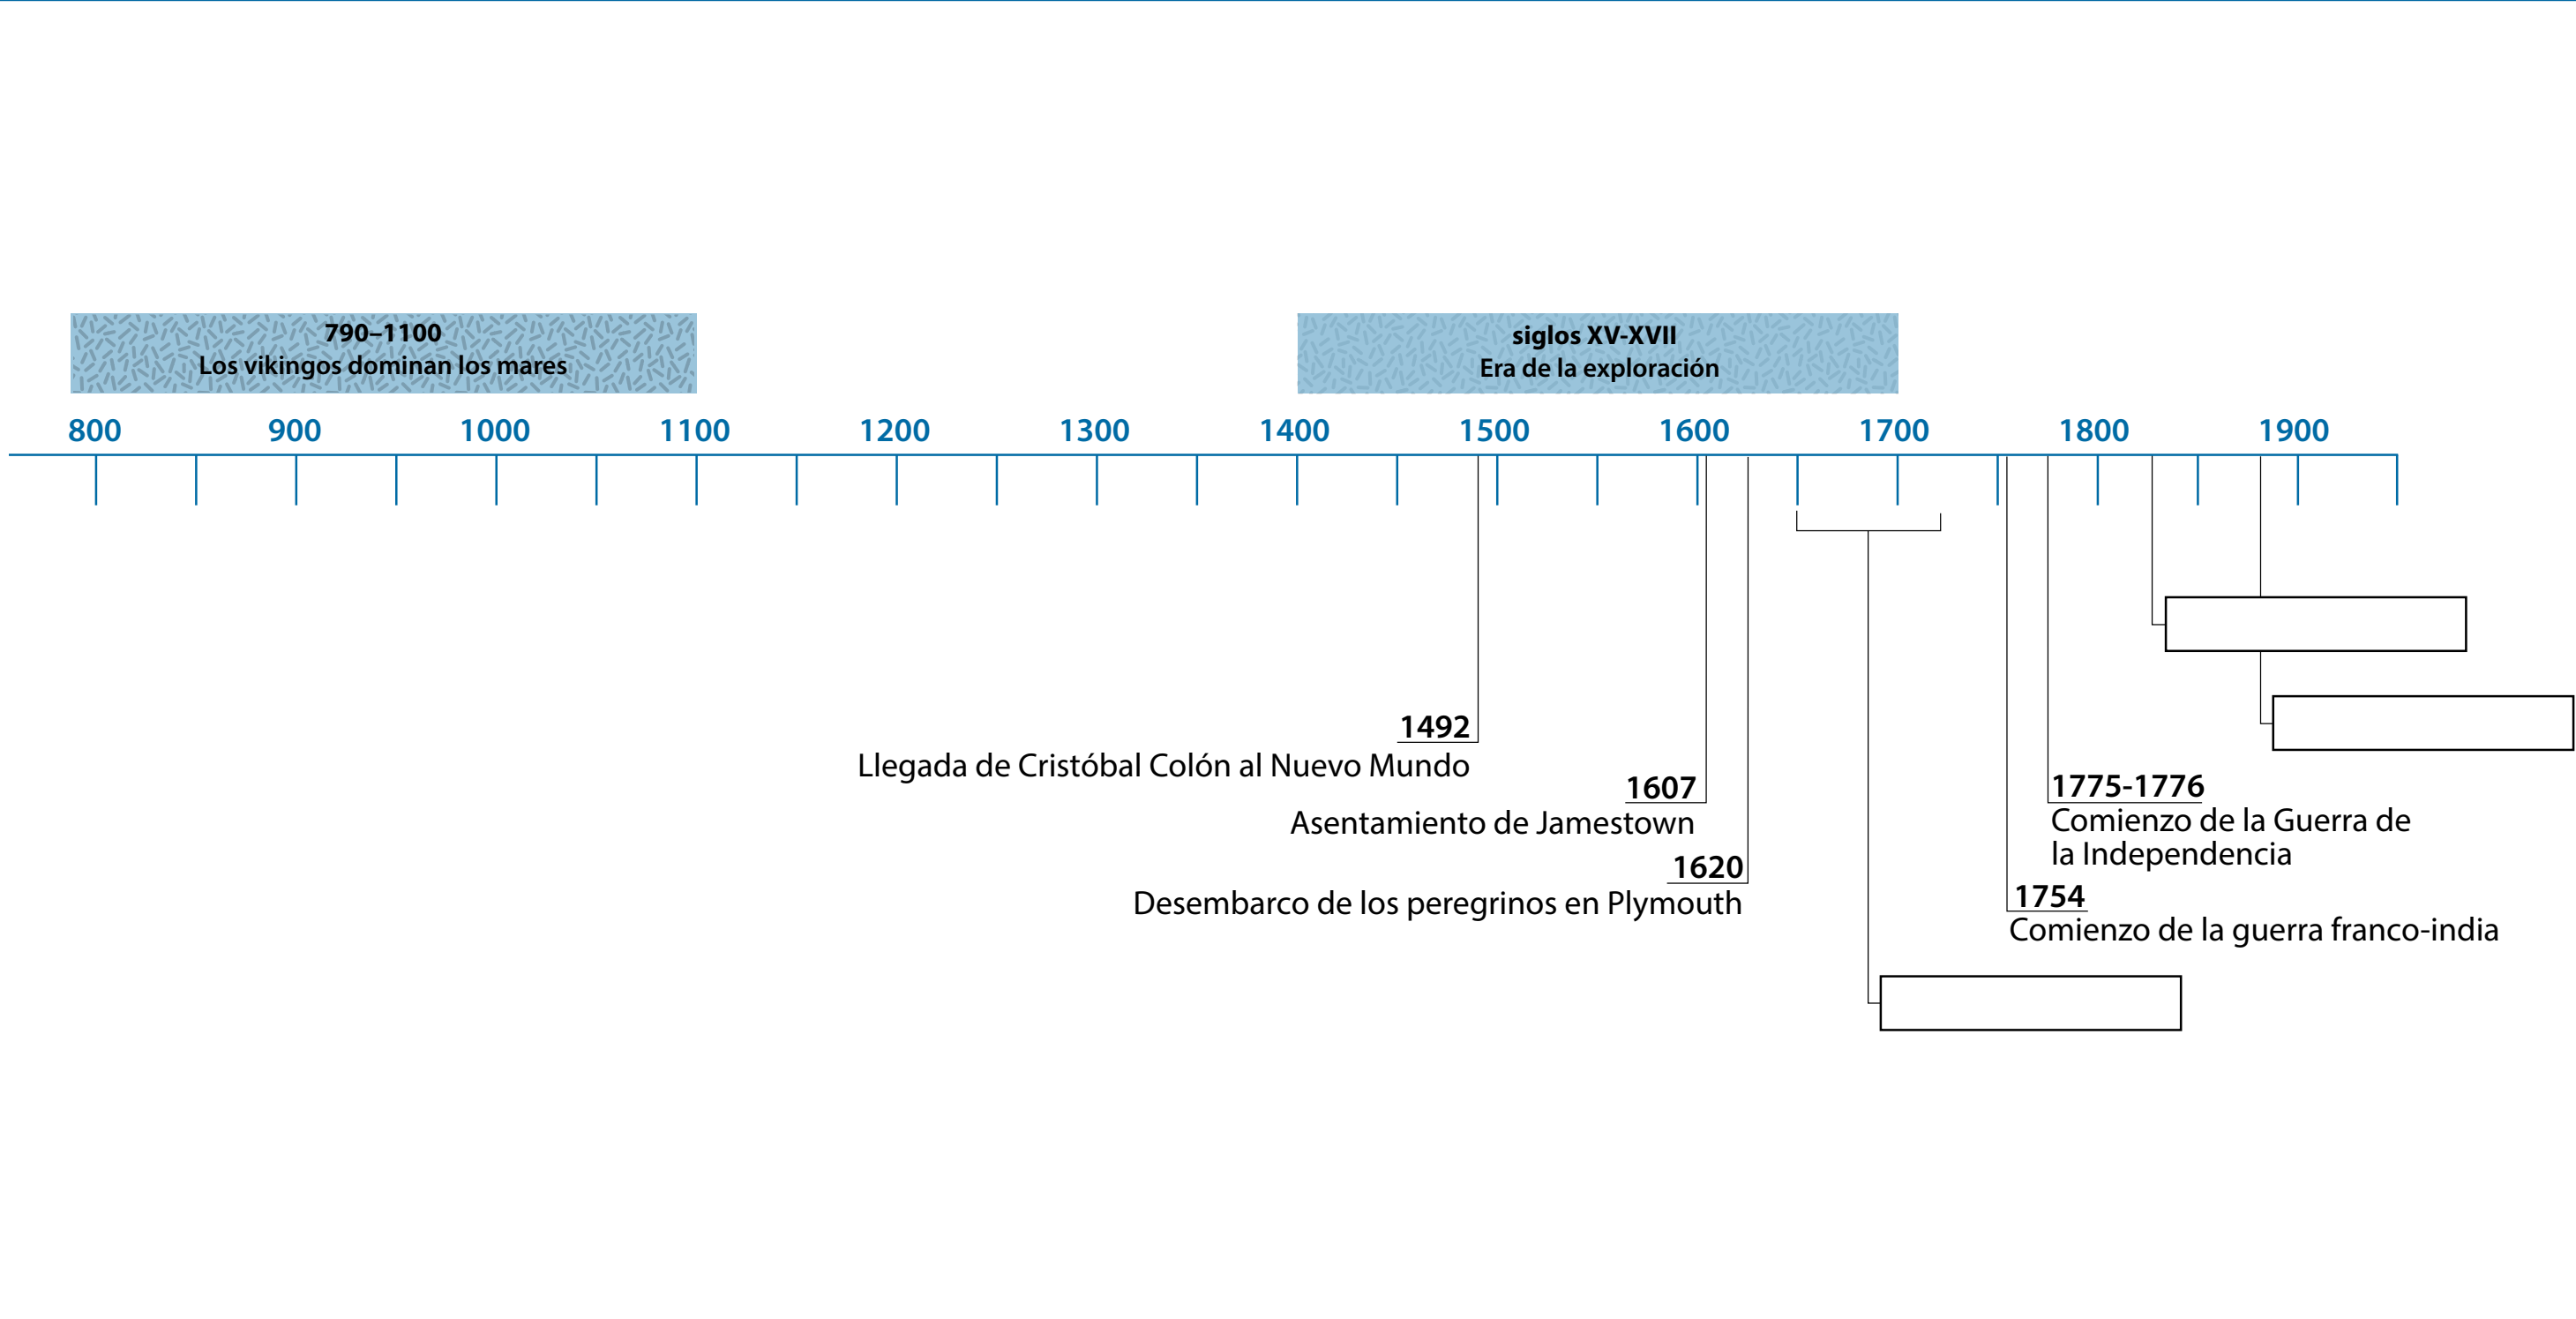 790–1100
Los vikingos dominan los mares
siglos XV-XVII
Era de la exploración
800 900 1000 1100 1200 1300 1400 1500 1600 1700 1800 1900
1492
Llegada de Cristóbal Colón al Nuevo Mundo
1607
Asentamiento de Jamestown
1620
Desembarco de los peregrinos en Plymouth
1775-1776
Comienzo de la Guerra de
la Independencia
1754
Comienzo de la guerra franco-india